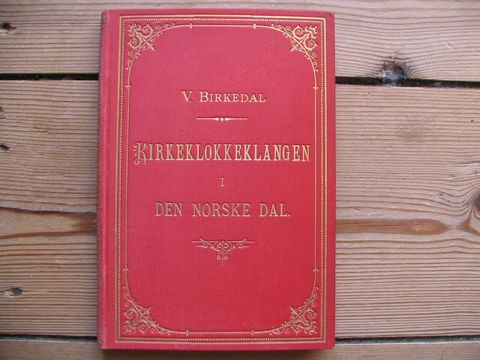 V. BIRKEDAL
KIRKEKLOKKEKLANGEN
I
DEN NORSKE DAL.